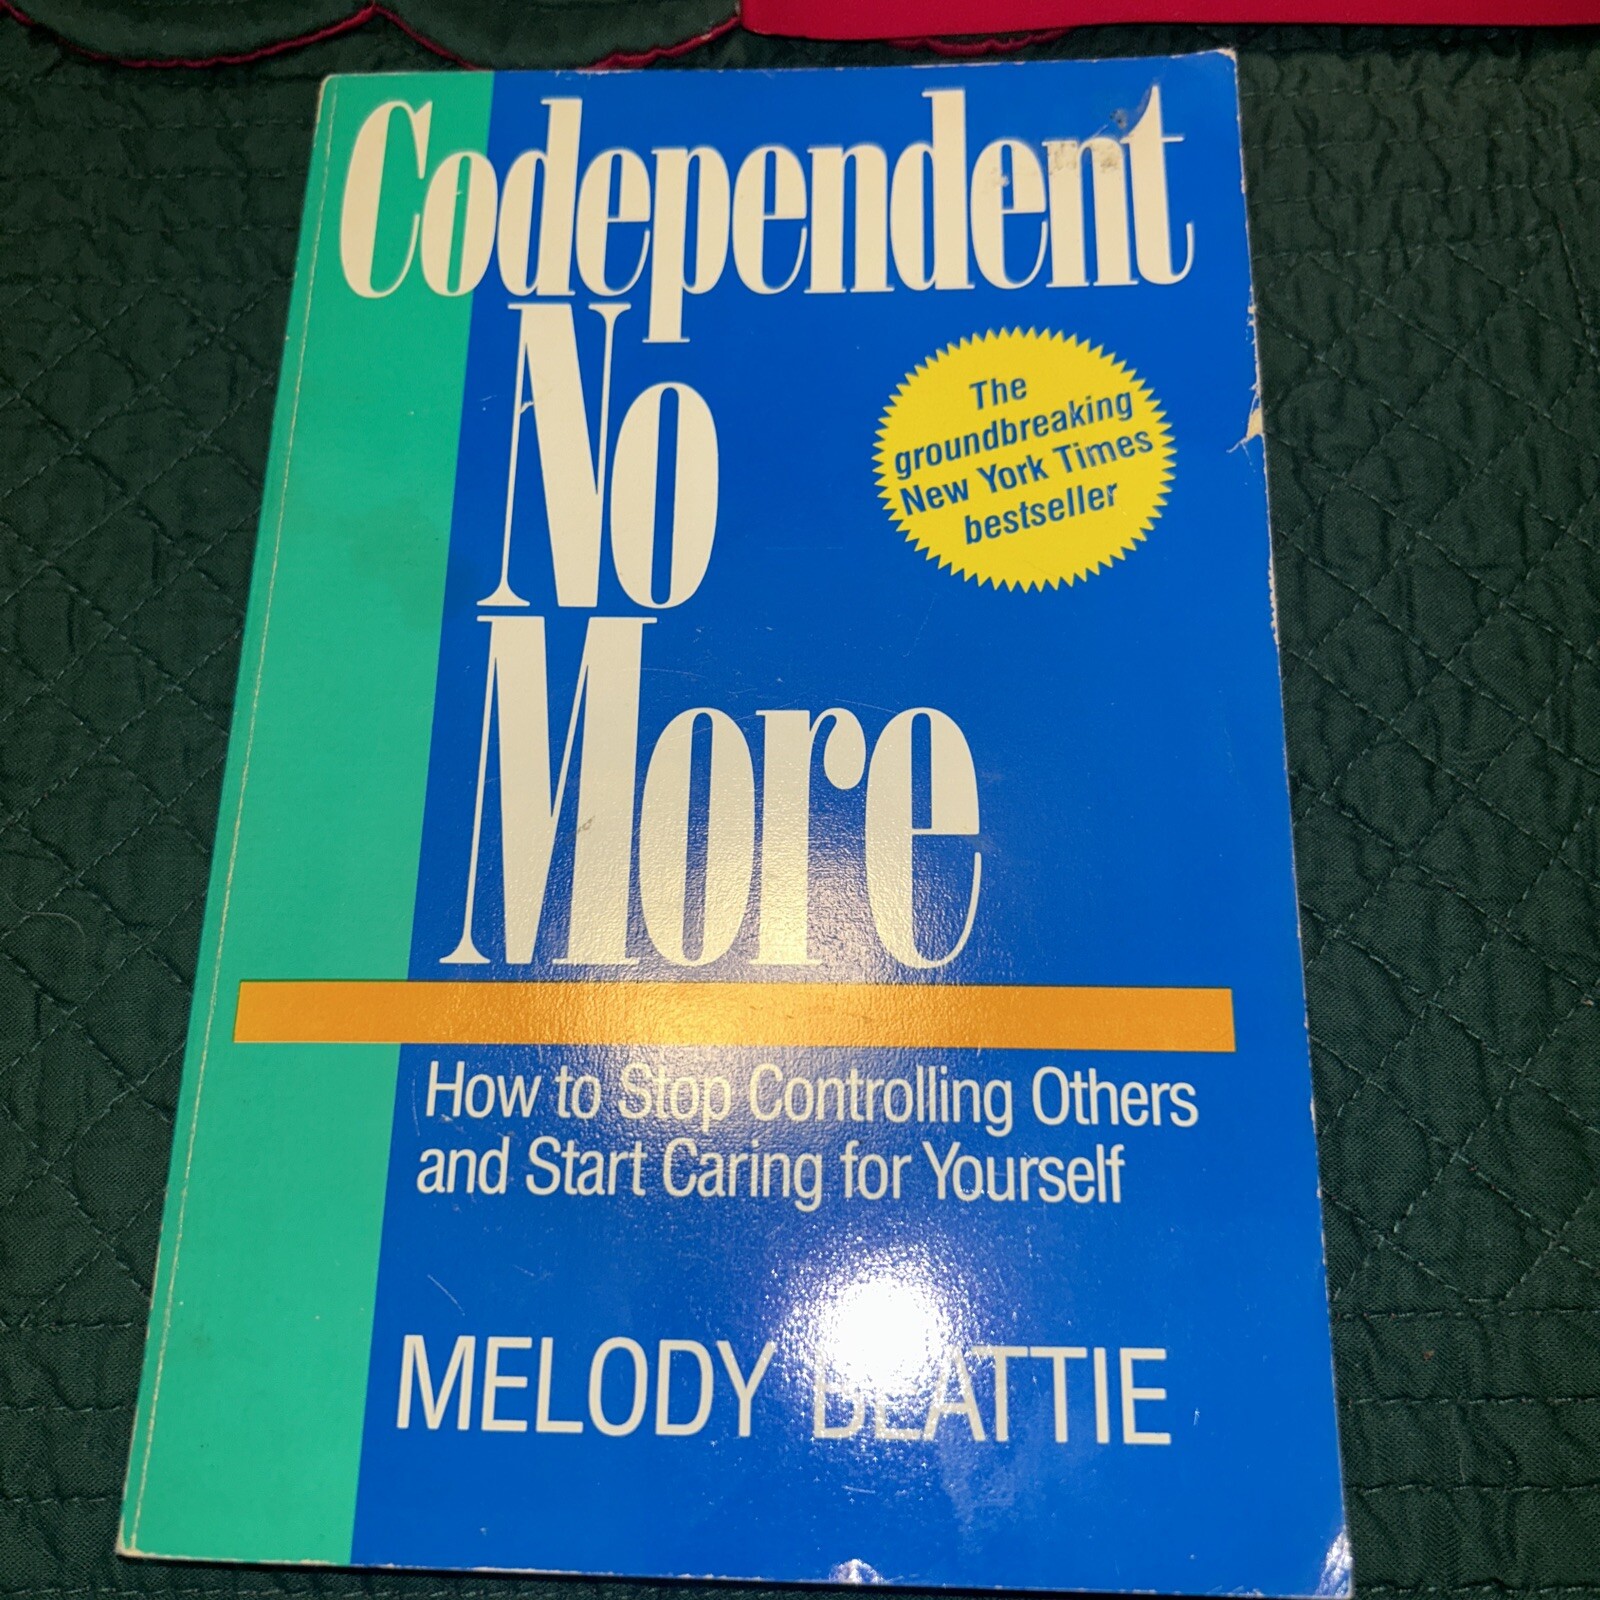 Codependent
No
More
The
groundbreaking
New York Times
bestseller
How to Stop Controlling Others
and Start Caring for Yourself
MELODY BEATTIE